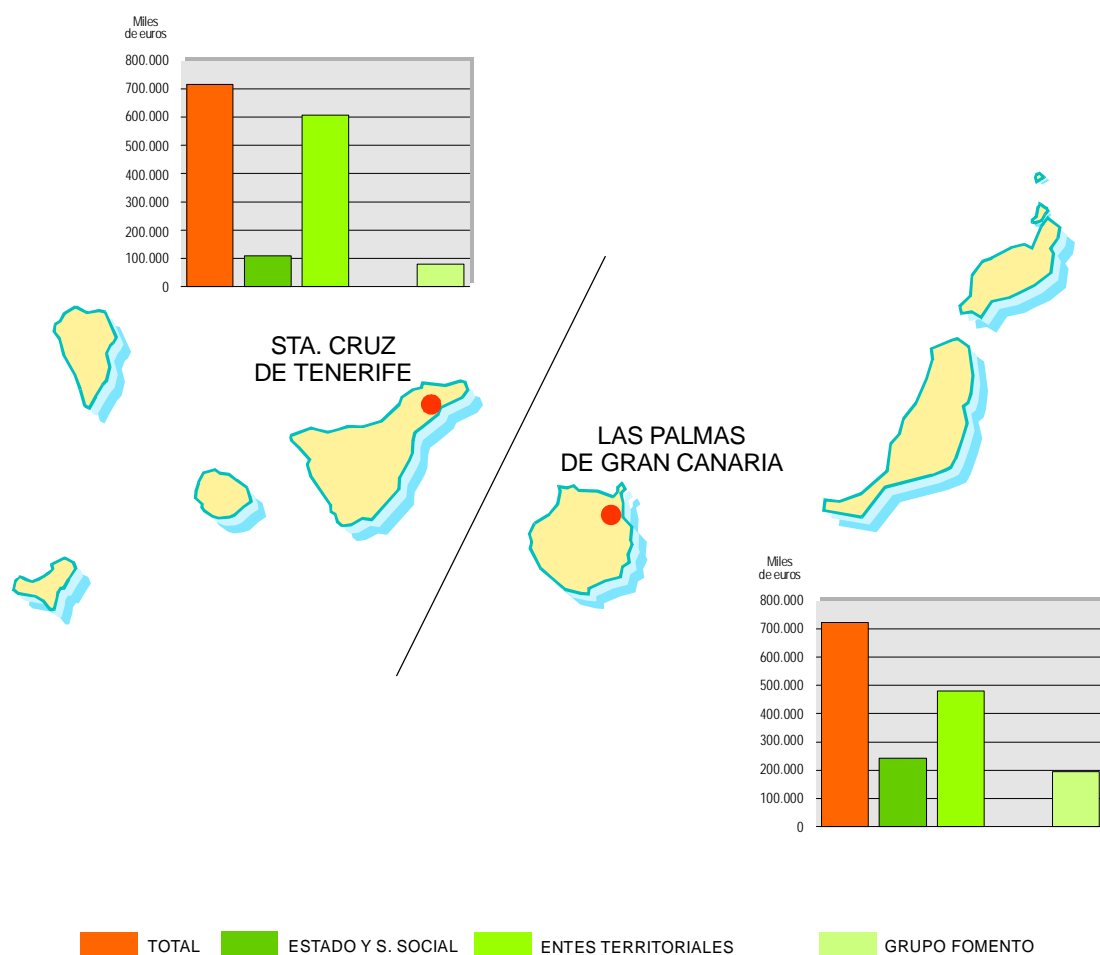 Miles
de euros
800.000
700.000
600.000
500.000
400.000
300.000
200.000
100.000
0
STA. CRUZ
DE TENERIFE
LAS PALMAS
DE GRAN CANARIA
Miles
de euros
800.000
700.000
600.000
500.000
400.000
300.000
200.000
100.000
0
TOTAL
ESTADO Y S. SOCIAL
ENTES TERRITORIALES
GRUPO FOMENTO